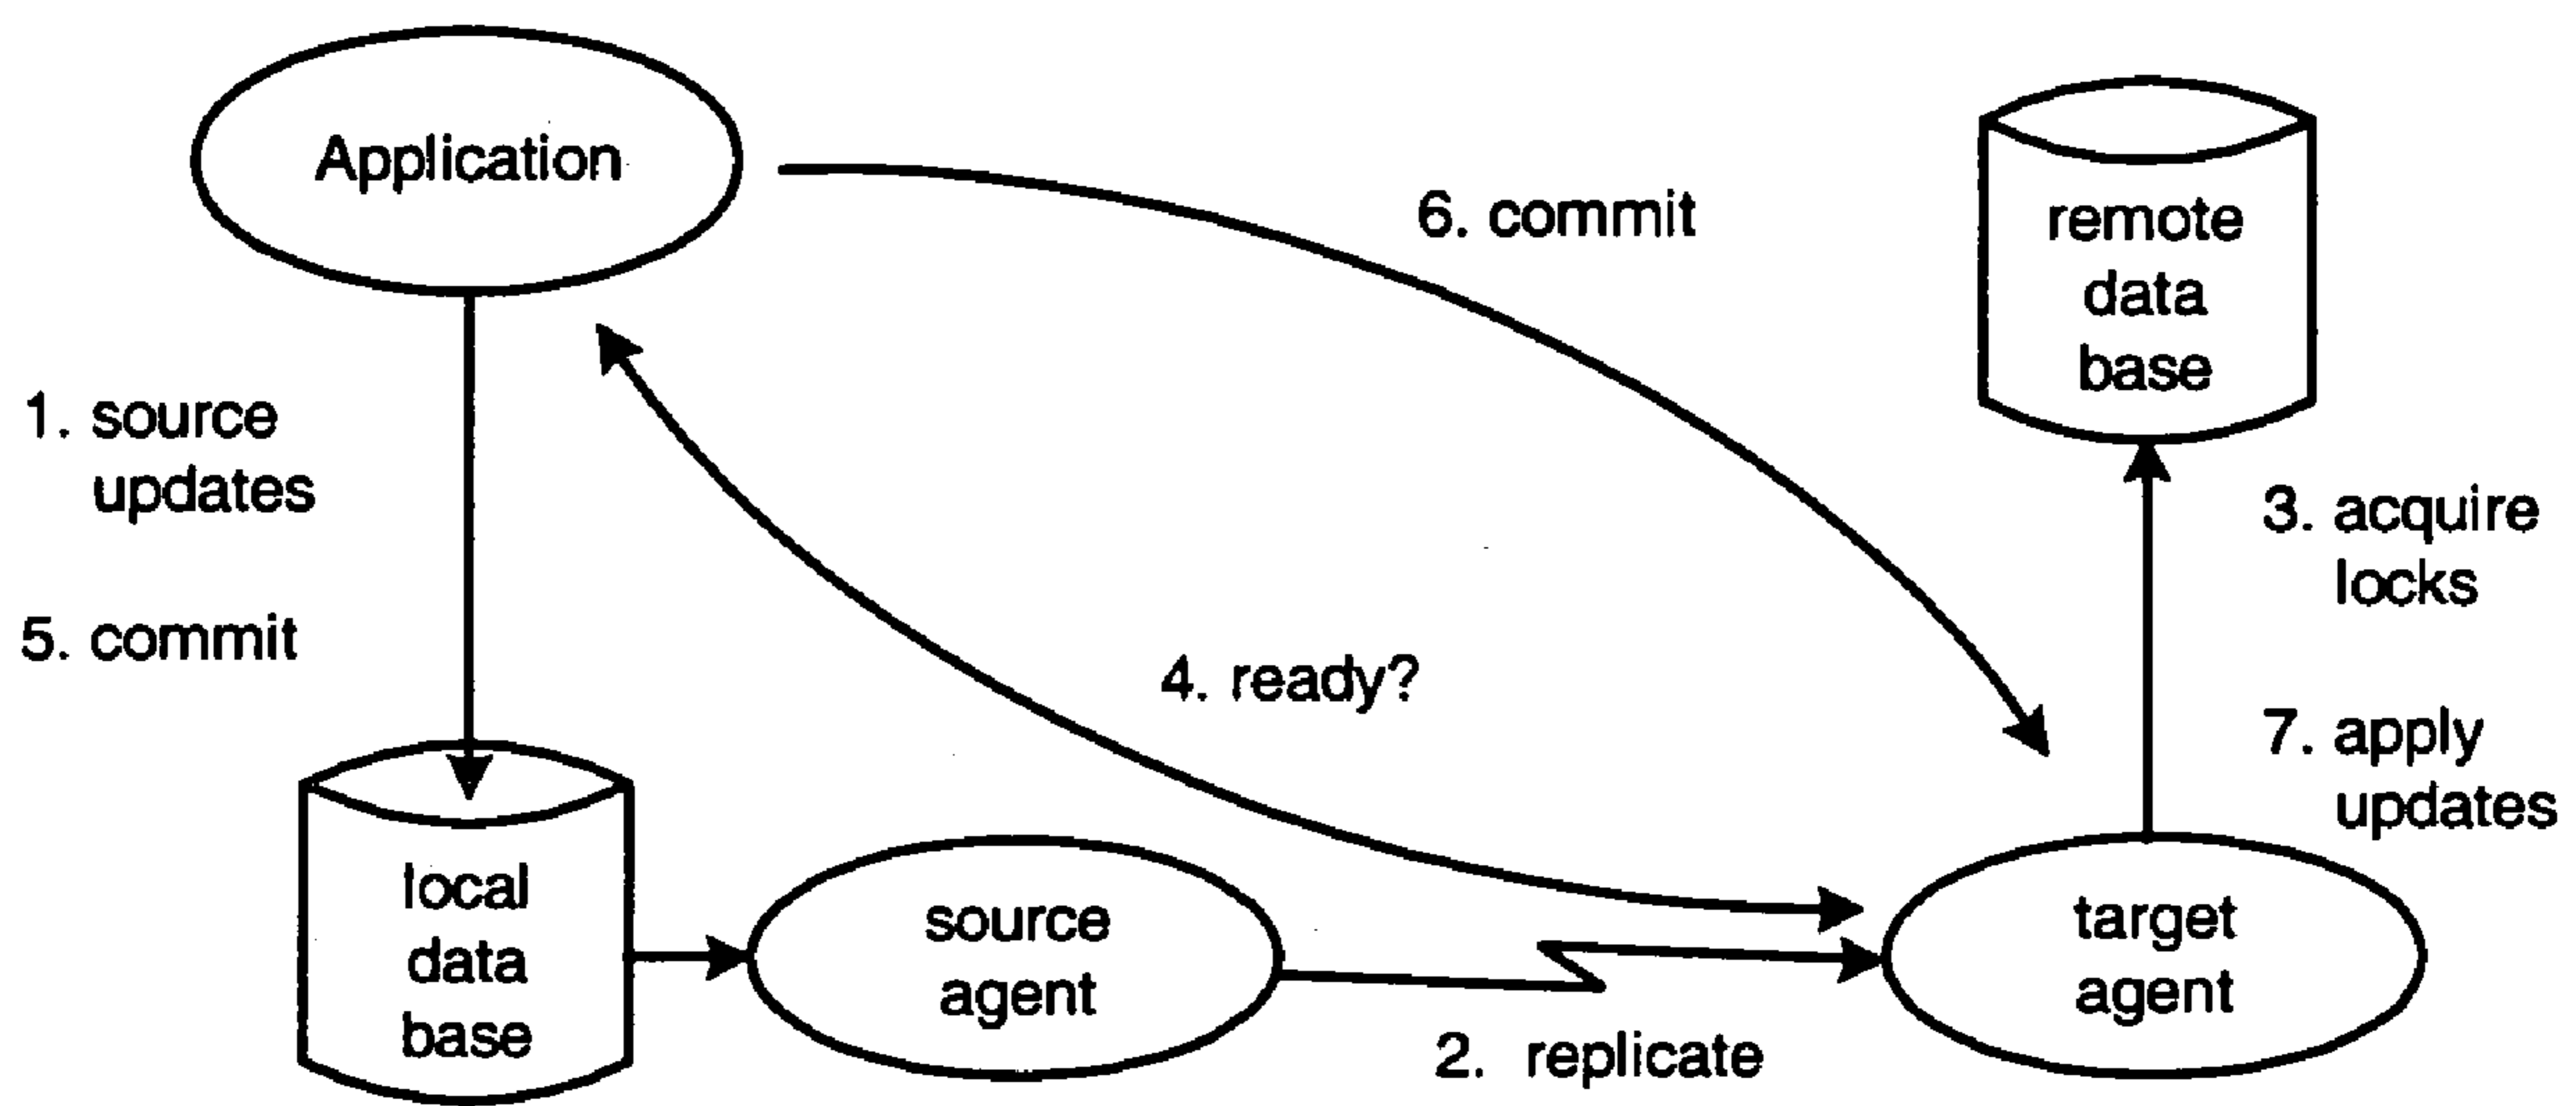 Application
6. commit
remote
data
base
1. source
updates
3. acquire
locks
5. commit
4. ready?
7. apply
updates
local
data
base
source
agent
target
agent
2. replicate